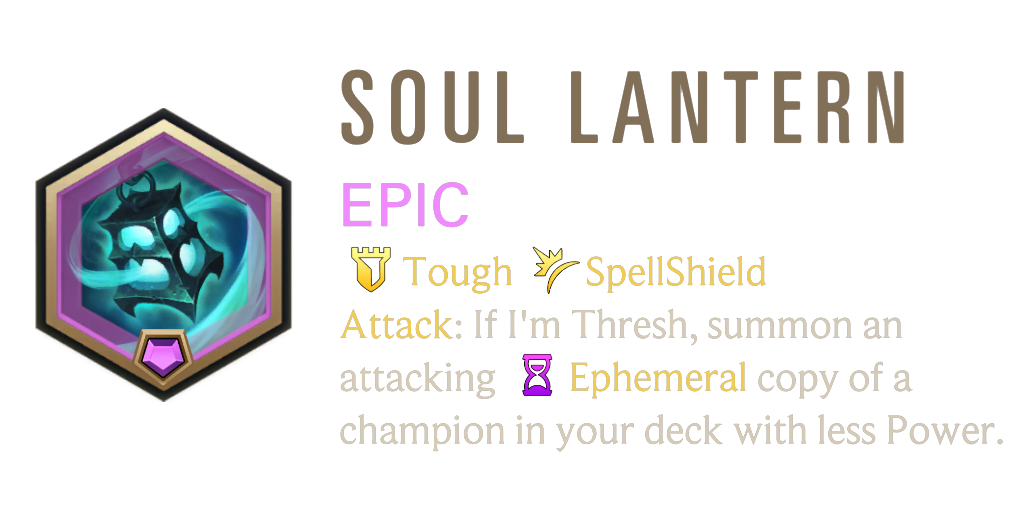 SOUL LANTERN
EPIC
Tough SpellShield
Attack: If I'm Thresh, summon an
attacking Ephemeral copy of a
champion in your deck with less Power.